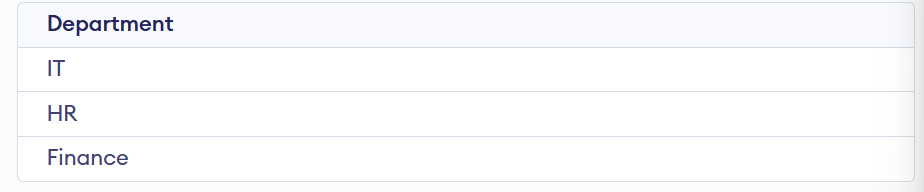 Department
IT
HR
Finance